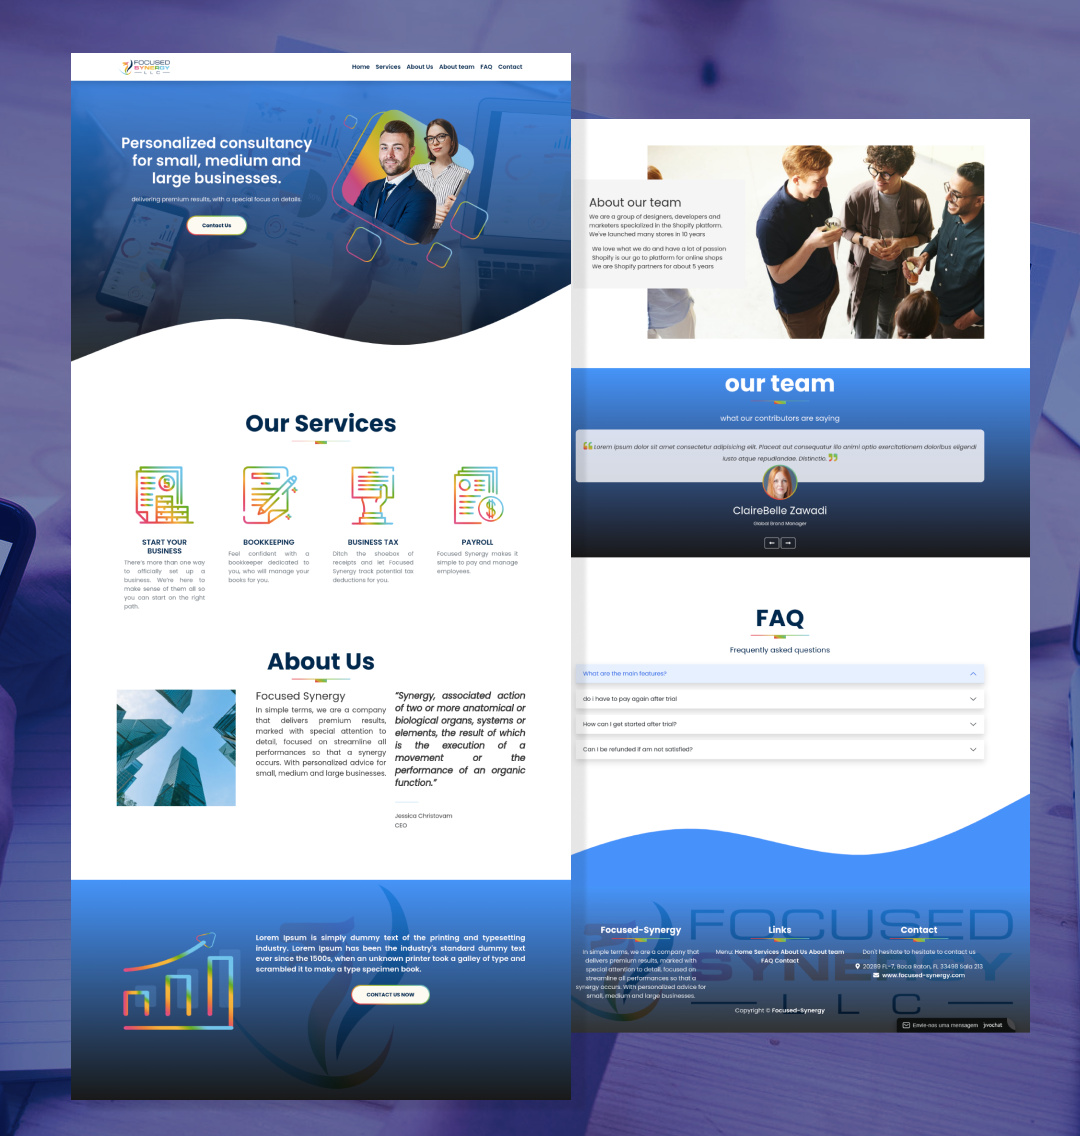 FOCUSED
SYNERGY
LLC
Home Services About Us About team FAQ Contact
Personalized consultancy
for small, medium and
large businesses.
delivering premium results, with a special focus on details.
Contact Us
Our Services
START YOUR
BUSINESS
There's more than one way
to officially set up a
business. We're here to
make sense of them all so
you can start on the right
path.
BOOKKEEPING
Feel confident with a
bookkeeper dedicated to
you, who will manage your
books for you.
BUSINESS TAX
Ditch the shoebox of
receipts and let Focused
Synergy track potential tax
deductions for you.
PAYROLL
Focused Synergy makes it
simple to pay and manage
employees.
About Us
Focused Synergy
In simple terms, we are a company
that delivers premium results,
marked with special attention to
detail, focused on streamline all
performances so that a synergy
occurs. With personalized advice for
small, medium and large businesses.
“Synergy, associated action
of two or more anatomical or
biological organs, systems or
elements, the result of which
is the execution of a
movement or the
performance of an organic
function.”
Jessica Christovam
CEO
Lorem Ipsum is simply dummy text of the printing and typesetting
industry. Lorem Ipsum has been the industry's standard dummy text
ever since the 1500s, when an unknown printer took a galley of type and
scrambled it to make a type specimen book.
CONTACT US NOW
About our team
We are a group of designers, developers and
marketers specialized in the Shopify platform.
We've launched many stores in 10 years
We love what we do and have a lot of passion
Shopify is our go to platform for online shops
We are Shopify partners for about 5 years
our team
what our contributors are saying
Lorem ipsum dolor sit amet consectetur adipisicing elit. Placeat aut consequatur illo animi optio exercitationem doloribus eligendi
iusto atque repudiandae. Distinctio.
ClaireBelle Zawadi
Global Brand Manager
FAQ
Frequently asked questions
What are the main features?
do i have to pay again after trial
How can I get started after trial?
Can I be refunded if am not satisfied?
FOCUSED
SYNERGY
LLC
Focused-Synergy
In simple terms, we are a company that
delivers premium results, marked with
special attention to detail, focused on
streamline all performances so that a
synergy occurs. With personalized advice for
small, medium and large businesses.
Links
Menu: Home Services About Us About team
FAQ Contact
Contact
Don't hesitate to hesitate to contact us
20289 FL-7, Boca Raton, FL 33498 Sala 213
www.focused-synergy.com
Copyright © Focused-Synergy
Envie-nos uma mensagem jivochat